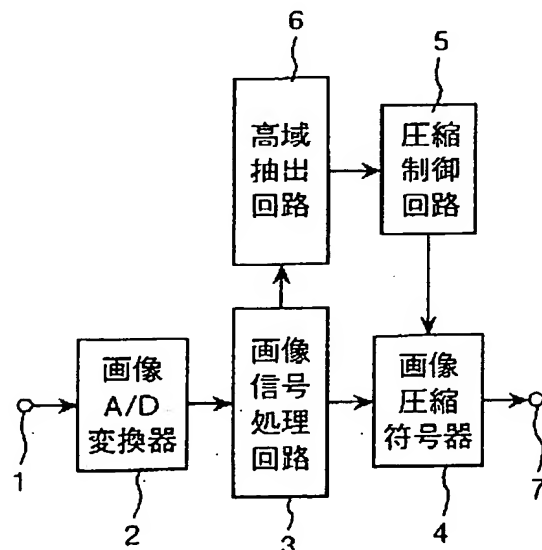 6
5
高域
抽出
回路
圧縮
制御
回路
画像
A/D
変換器
画像
信号
処理
回路
画像
圧縮
符号器
1
2
3
4
7